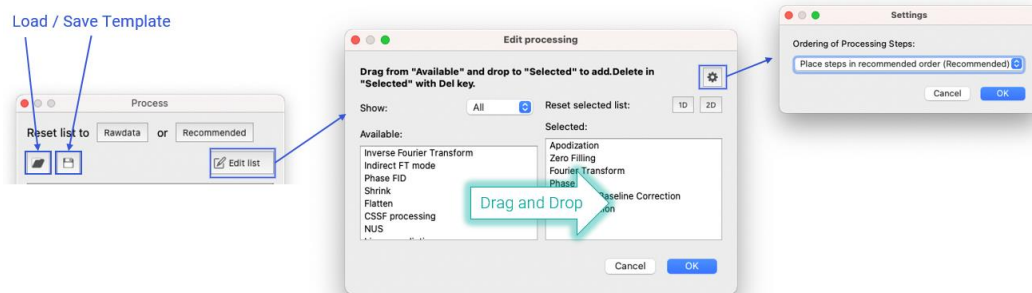 Load / Save Template
Process
Reset list to Rawdata or Recommended
Edit list
Edit processing
Drag from "Available" and drop to "Selected" to add.Delete in
"Selected" with Del key.
Show: All
Reset selected list: 1D 2D
Available:
Inverse Fourier Transform
Indirect FT mode
Phase FID
Shrink
Flatten
CSSF processing
NUS
Selected:
Apodization
Zero Filling
Fourier Transform
Phase
Baseline Correction
Drag and Drop
Cancel OK
Settings
Ordering of Processing Steps:
Place steps in recommended order (Recommended)
Cancel OK